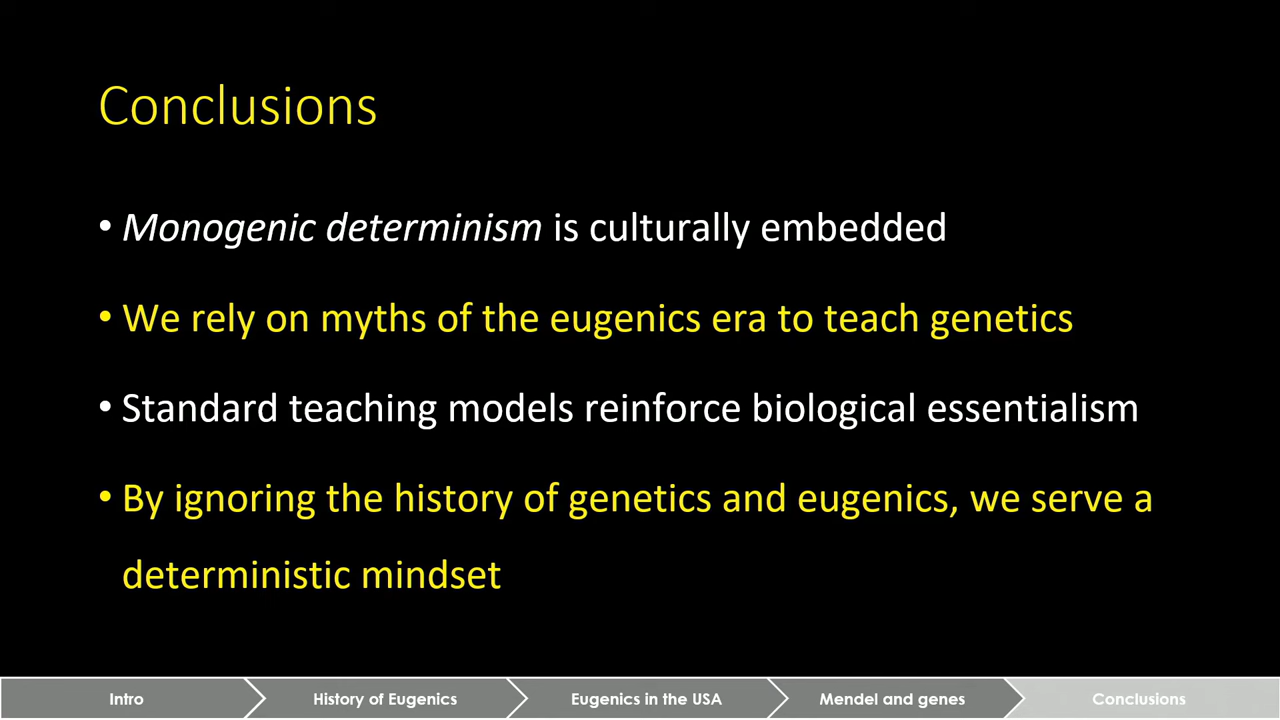 Conclusions
• Monogenic determinism is culturally embedded
• We rely on myths of the eugenics era to teach genetics
• Standard teaching models reinforce biological essentialism
• By ignoring the history of genetics and eugenics, we serve a
deterministic mindset
Intro
History of Eugenics
Eugenics in the USA
Mendel and genes
Conclusions